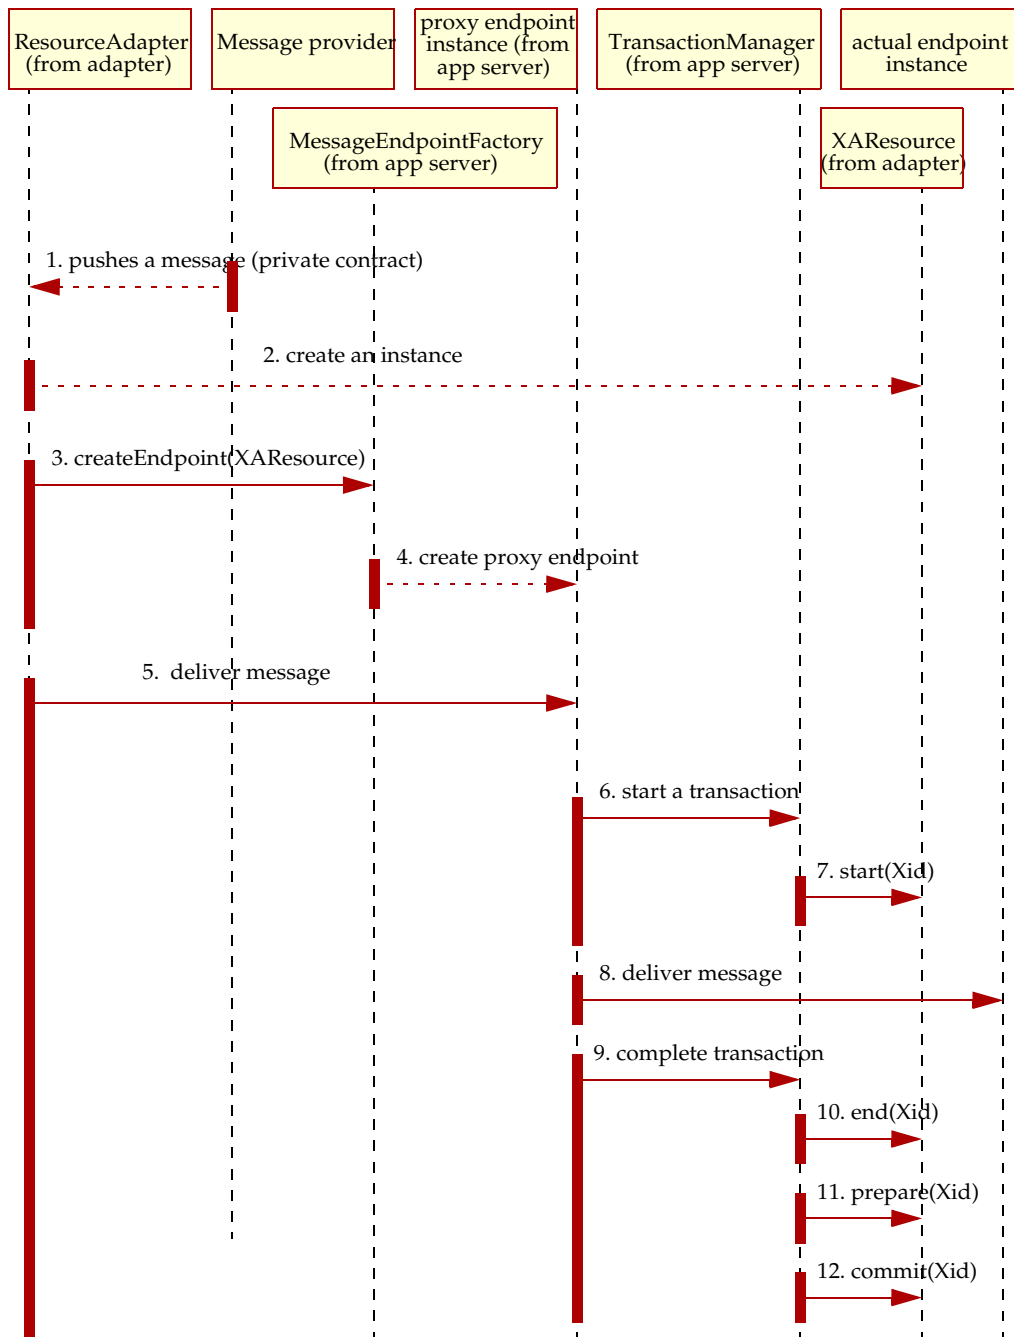 ResourceAdapter
(from adapter)
Message provider
proxy endpoint
instance (from
app server)
TransactionManager
(from app server)
actual endpoint
instance
MessageEndpointFactory
(from app server)
XAResource
(from adapter)
1. pushes a message (private contract)
2. create an instance
3. createEndpoint(XAResource)
4. create proxy endpoint
5. deliver message
6. start a transaction
7. start(Xid)
8. deliver message
9. complete transaction
10. end(Xid)
11. prepare(Xid)
12. commit(Xid)